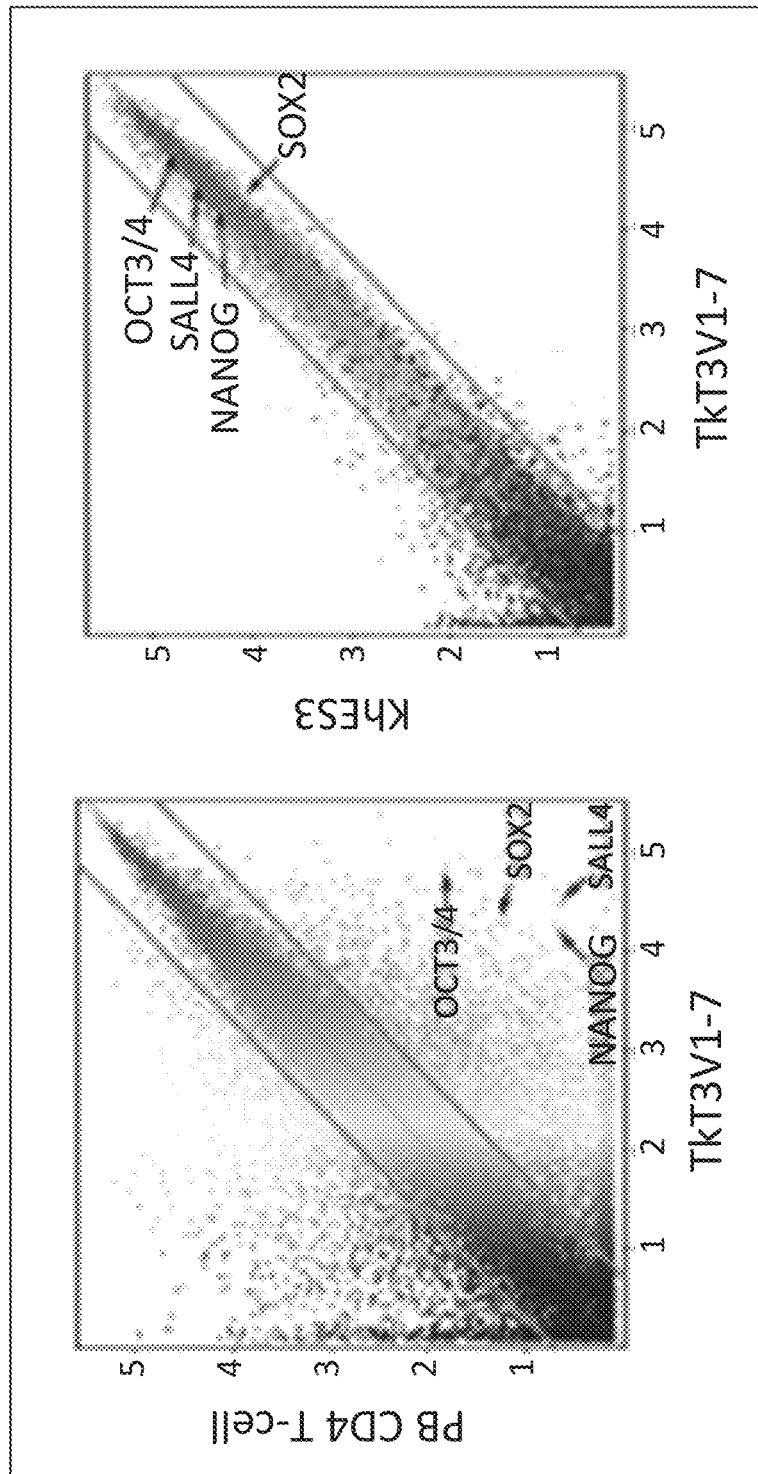 PB CD4 T-cell
5
4
3
2
1
OCT3/4
SOX2
NANOG
SALL4
1
2
3
4
5
TkT3V1-7
KhES3
5
4
3
2
1
OCT3/4
SALL4
NANOG
SOX2
1
2
3
4
5
TkT3V1-7